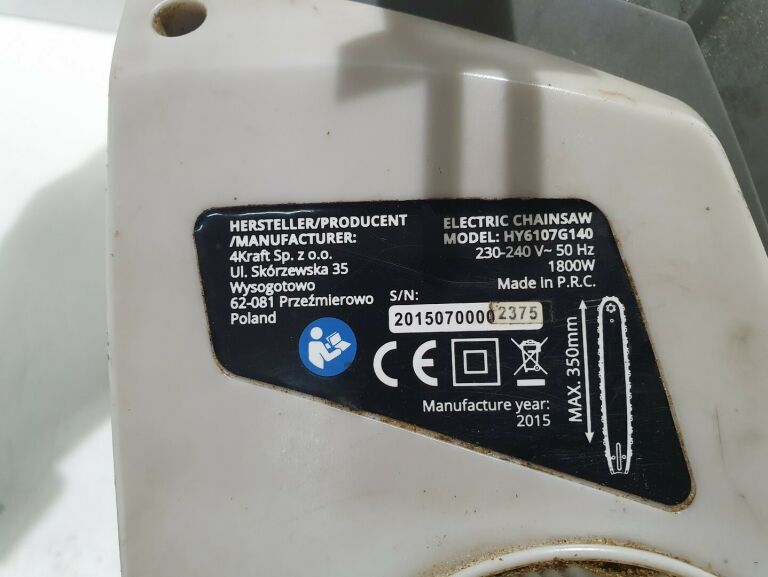 HERSTELLER/PRODUCENT
/MANUFACTURER:
4Kraft Sp. z o.o.
Ul. Skórzewska 35
Wysogotowo
62-081 Przeźmierowo
Poland
ELECTRIC CHAINSAW
MODEL: HY6107G140
230-240 V~ 50 Hz
1800W
Made in P.R.C.
S/N:
20150700002375
CE
Manufacture year:
2015
MAX. 350mm